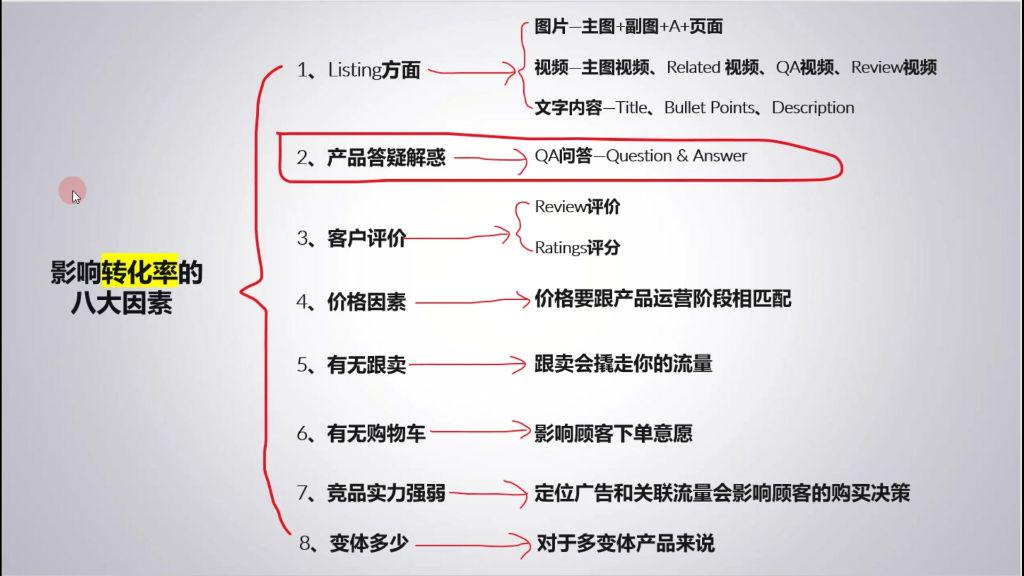 影响转化率的
八大因素
1、Listing方面
图片—主图+副图+A+页面
视频—主图视频、Related 视频、QA视频、Review视频
文字内容—Title、Bullet Points、Description
2、产品答疑解惑
QA问答—Question & Answer
3、客户评价
Review评价
Ratings评分
4、价格因素
价格要跟产品运营阶段相匹配
5、有无跟卖
跟卖会撬走你的流量
6、有无购物车
影响顾客下单意愿
7、竞品实力强弱
定位广告和关联流量会影响顾客的购买决策
8、变体多少
对于多变体产品来说